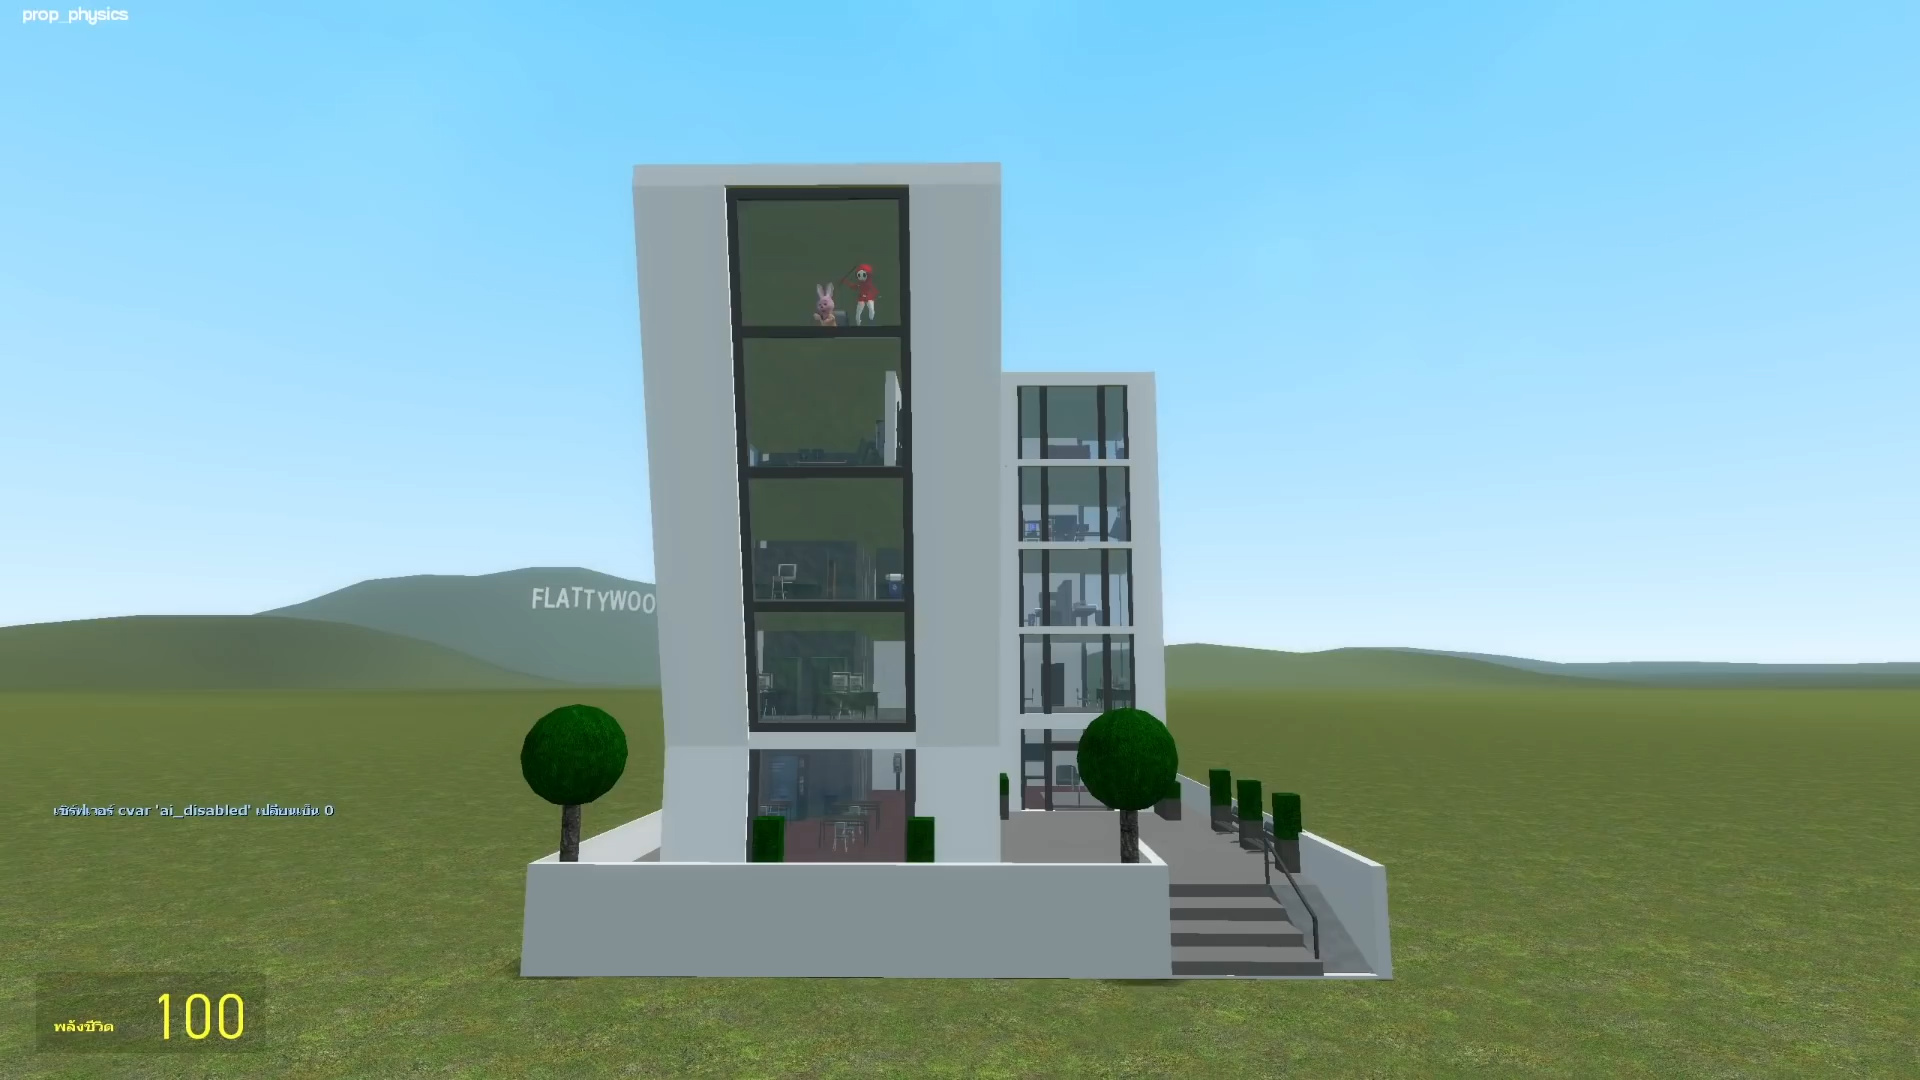 prop_physics
FLATTYWOO
เซิร์ฟเวอร์ cvar 'ai_disabled' เปลี่ยนเป็น 0
พลังชีวิต 100